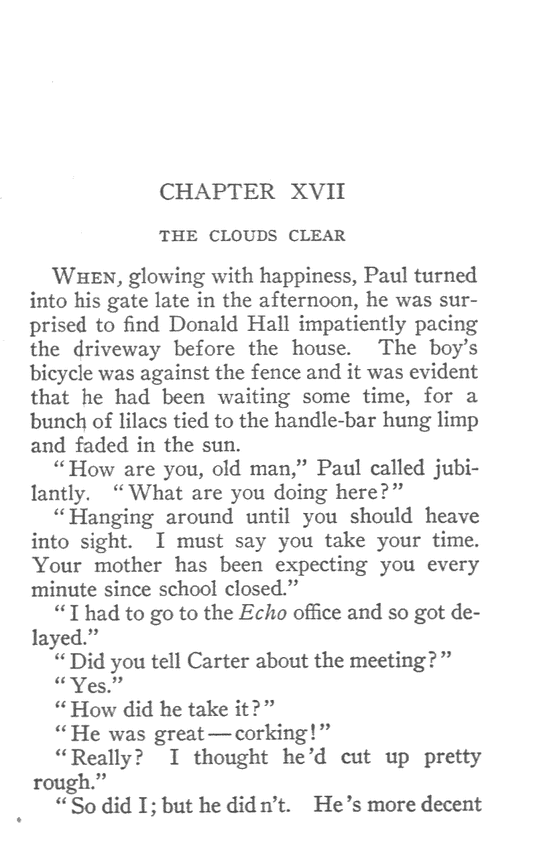 CHAPTER XVII
THE CLOUDS CLEAR
WHEN, glowing with happiness, Paul turned
into his gate late in the afternoon, he was sur-
prised to find Donald Hall impatiently pacing
the driveway before the house. The boy's
bicycle was against the fence and it was evident
that he had been waiting some time, for a
bunch of lilacs tied to the handle-bar hung limp
and faded in the sun.
"How are you, old man," Paul called jubi-
lantly. "What are you doing here?"
"Hanging around until you should heave
into sight. I must say you take your time.
Your mother has been expecting you every
minute since school closed."
"I had to go to the Echo office and so got de-
layed."
"Did you tell Carter about the meeting?"
"Yes."
"How did he take it?"
"He was great—corking!"
"Really? I thought he'd cut up pretty
rough."
"So did I; but he didn't. He's more decent